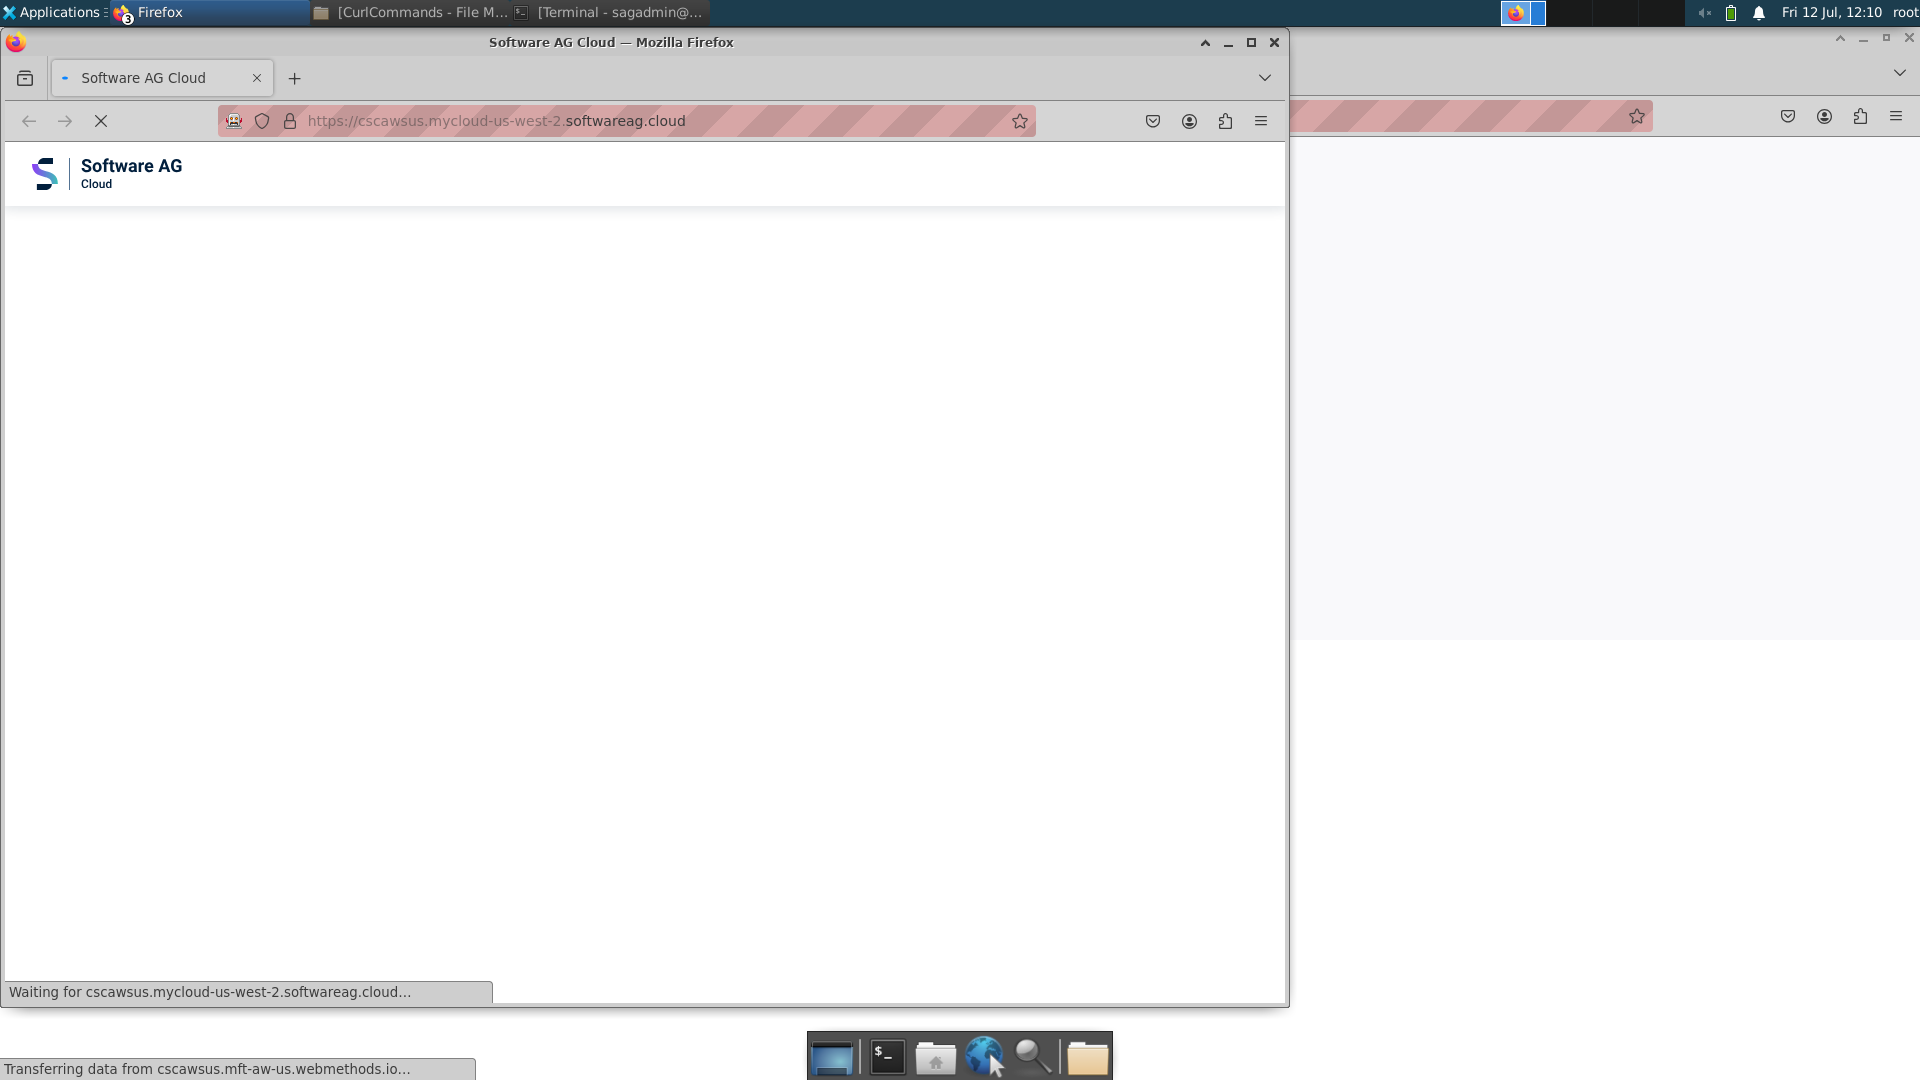 Applications
3
Firefox
[CurlCommands - File M...
[Terminal - sagadmin@...
Fri 12 Jul, 12:10
root
Software AG Cloud — Mozilla Firefox
Software AG Cloud
https://cscawsus.mycloud-us-west-2.softwareag.cloud
Software AG
Cloud
Waiting for cscawsus.mycloud-us-west-2.softwareag.cloud...
$_
Transferring data from cscawsus.mft-aw-us.webmethods.io...